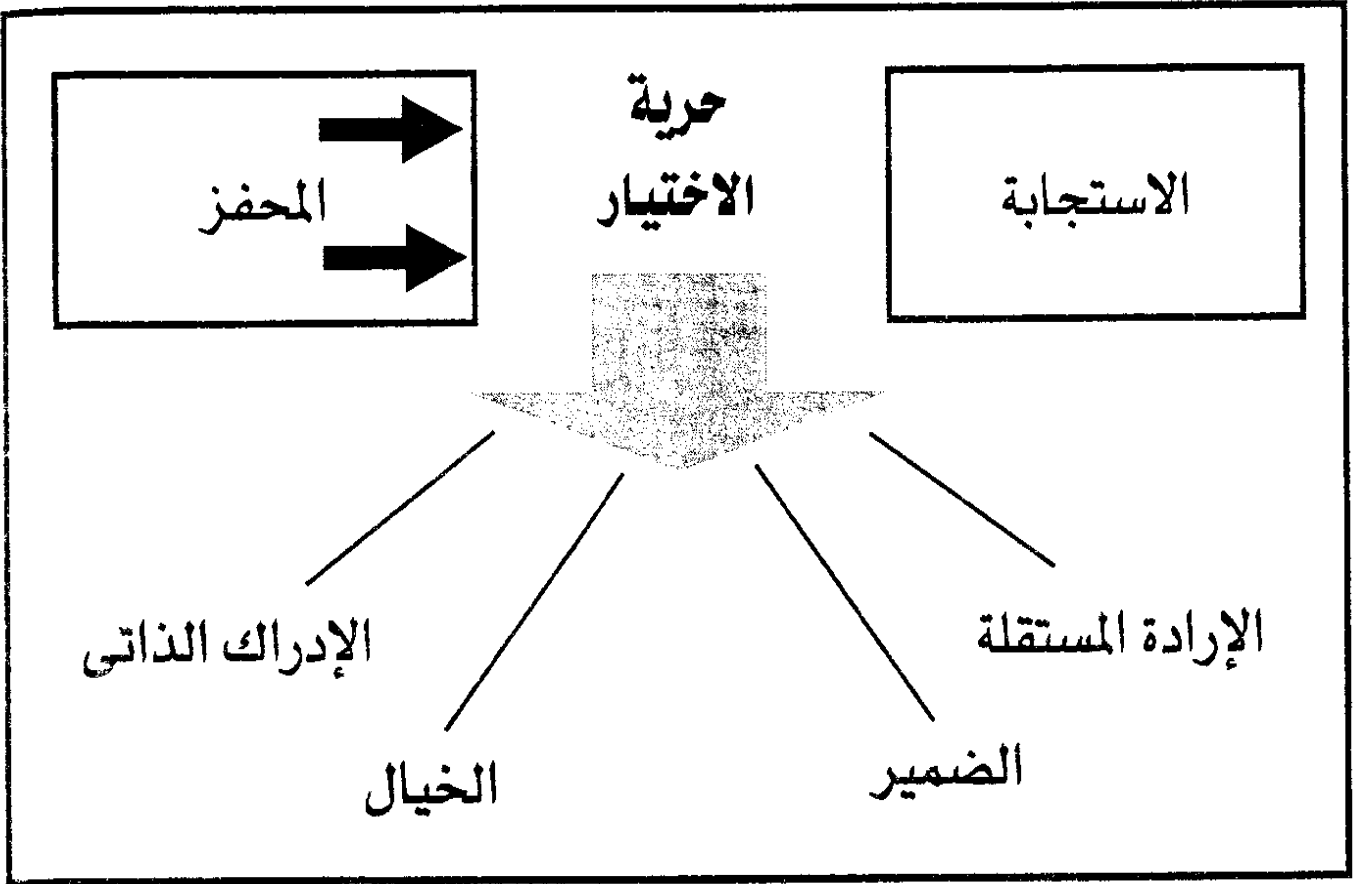 حرية
الاختيار
المحفز
الاستجابة
الإدراك الذاتى
الخيال
الضمير
الإرادة المستقلة